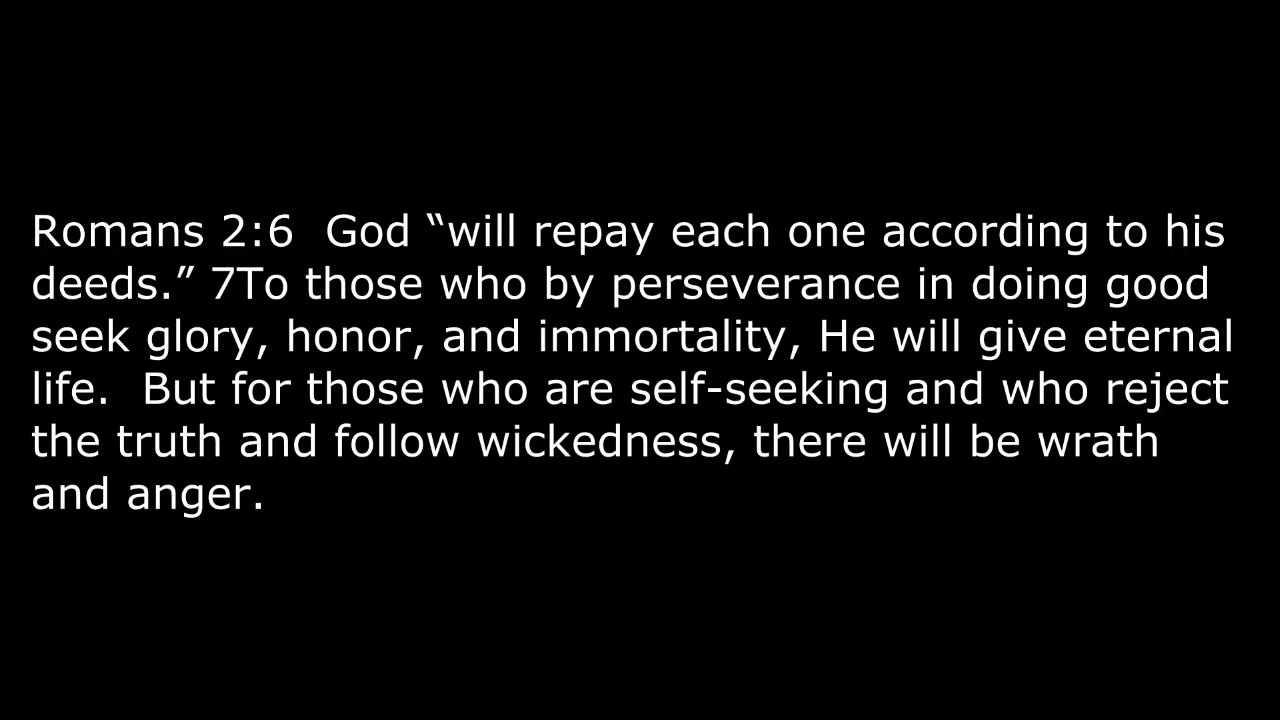 Romans 2:6  God “will repay each one according to his
deeds.” 7To those who by perseverance in doing good
seek glory, honor, and immortality, He will give eternal
life.  But for those who are self-seeking and who reject
the truth and follow wickedness, there will be wrath
and anger.